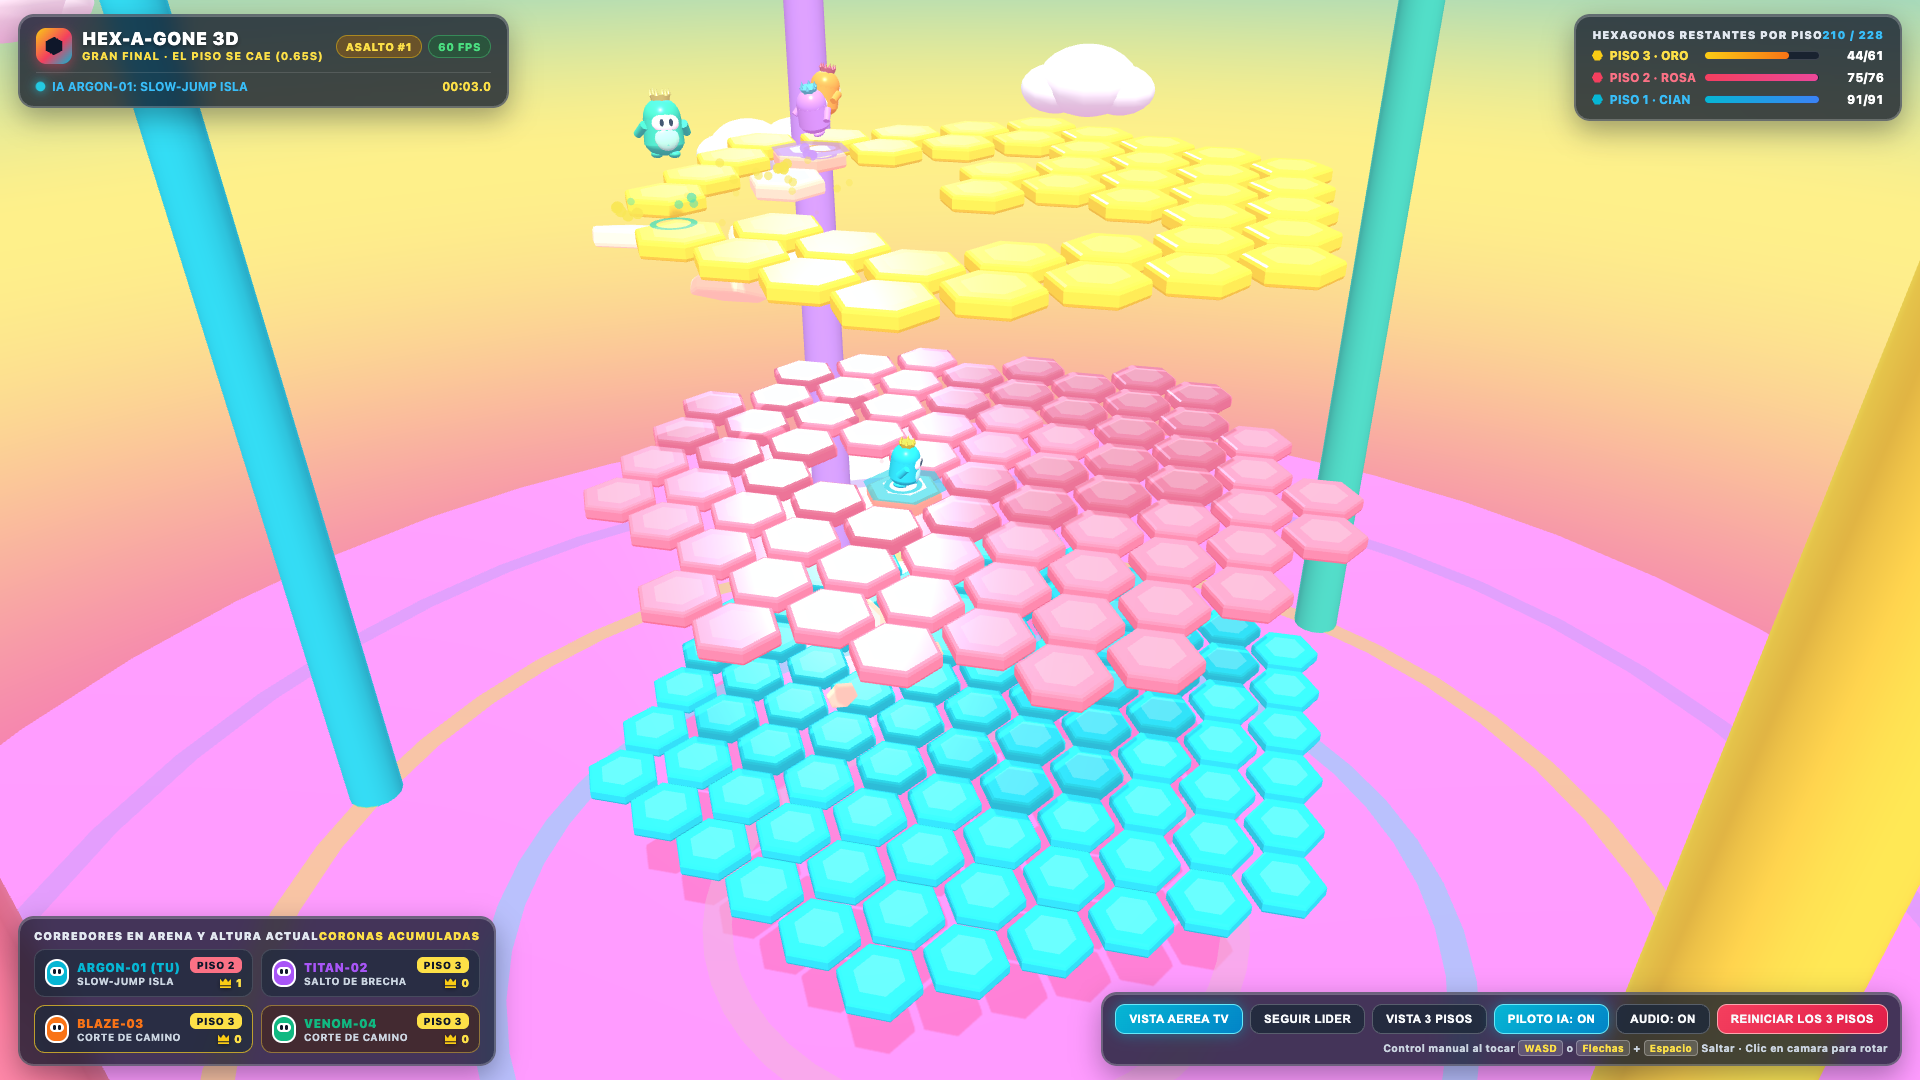 HEX-A-GONE 3D
GRAN FINAL · EL PISO SE CAE (0.65S)
ASALTO #1
60 FPS
IA ARGON-01: SLOW-JUMP ISLA
00:03.0
HEXAGONOS RESTANTES POR PISO 210 / 228
PISO 3 · ORO 44/61
PISO 2 · ROSA 75/76
PISO 1 · CIAN 91/91
CORREDORES EN ARENA Y ALTURA ACTUAL CORONAS ACUMULADAS
ARGON-01 (TU) PISO 2
SLOW-JUMP ISLA 1
TITAN-02 PISO 3
SALTO DE BRECHA 0
BLAZE-03 PISO 3
CORTE DE CAMINO 0
VENOM-04 PISO 3
CORTE DE CAMINO 0
VISTA AEREA TV
SEGUIR LIDER
VISTA 3 PISOS
PILOTO IA: ON
AUDIO: ON
REINICIAR LOS 3 PISOS
Control manual al tocar WASD o Flechas + Espacio Saltar · Clic en camara para rotar